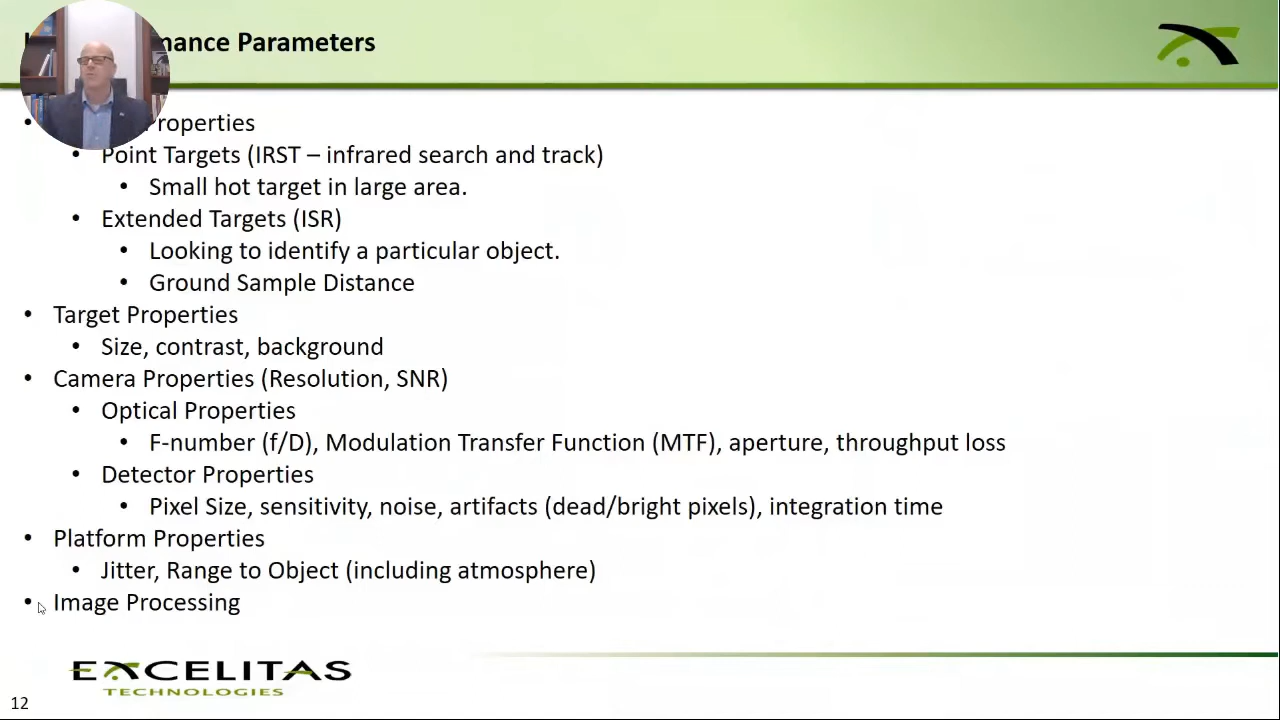 mance Parameters
• roperties
• Point Targets (IRST – infrared search and track)
• Small hot target in large area.
• Extended Targets (ISR)
• Looking to identify a particular object.
• Ground Sample Distance
• Target Properties
• Size, contrast, background
• Camera Properties (Resolution, SNR)
• Optical Properties
• F-number (f/D), Modulation Transfer Function (MTF), aperture, throughput loss
• Detector Properties
• Pixel Size, sensitivity, noise, artifacts (dead/bright pixels), integration time
• Platform Properties
• Jitter, Range to Object (including atmosphere)
• Image Processing
EXCELITAS
TECHNOLOGIES
12